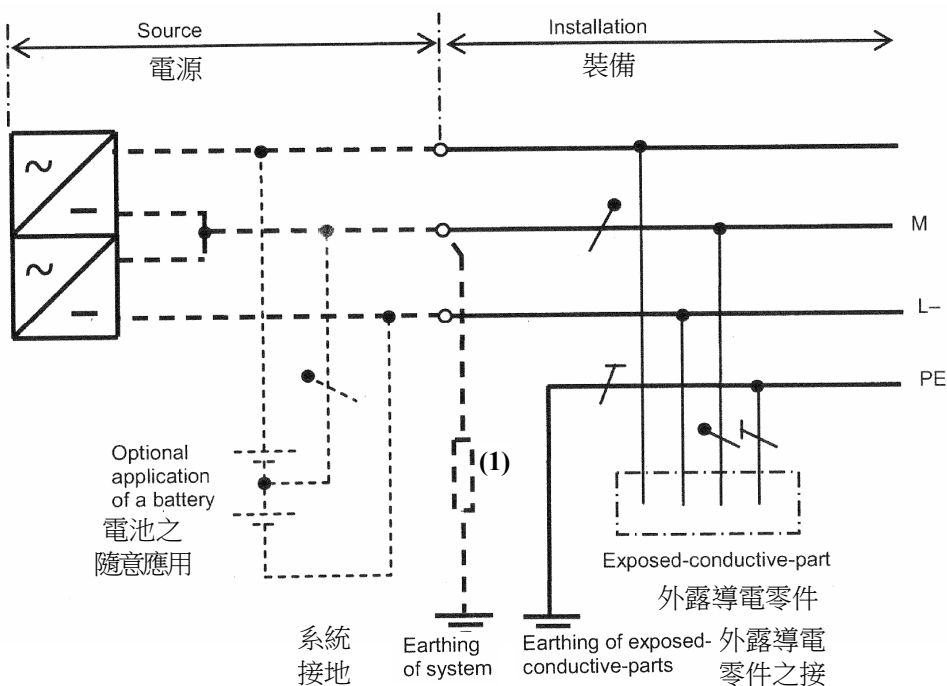 Source
電源
Installation
裝備
M
L–
PE
Optional
application
of a battery
電池之
隨意應用
(1)
Exposed-conductive-part
外露導電零件
系統
接地
Earthing
of system
Earthing of exposed-
conductive-parts
外露導電
零件之接